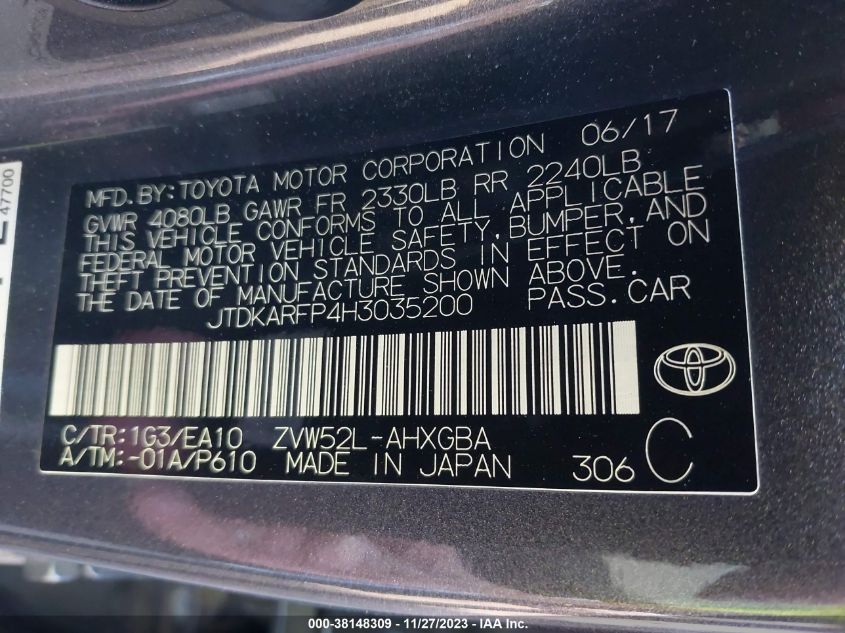 47700
MFD.BY:TOYOTA MOTOR CORPORATION 06/17
GVWR 4080LB GAWR FR 2330LB RR 2240LB
THIS VEHICLE CONFORMS TO ALL APPLICABLE
FEDERAL MOTOR VEHICLE SAFETY,BUMPER,AND
THEFT PREVENTION STANDARDS IN EFFECT ON
THE DATE OF MANUFACTURE SHOWN ABOVE.
JTDKARFP4H3035200 PASS.CAR
C/TR:1G3/EA10 ZVW52L-AHXGBA
A/TM:-01A/P610 MADE IN JAPAN 306 C
000-38148309 | 11/27/2023 - IAA Inc.